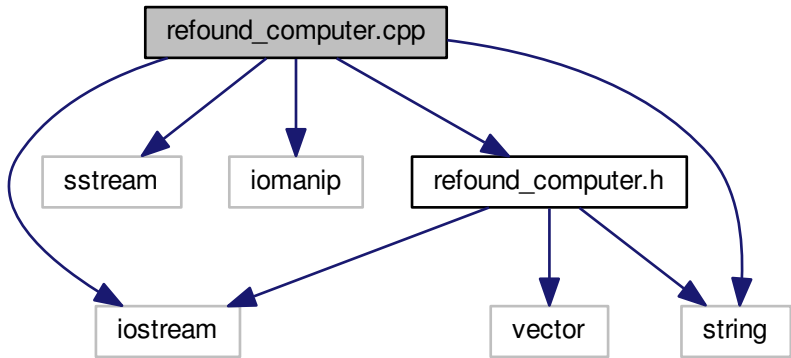 refound_computer.cpp
sstream
iomanip
refound_computer.h
iostream
vector
string